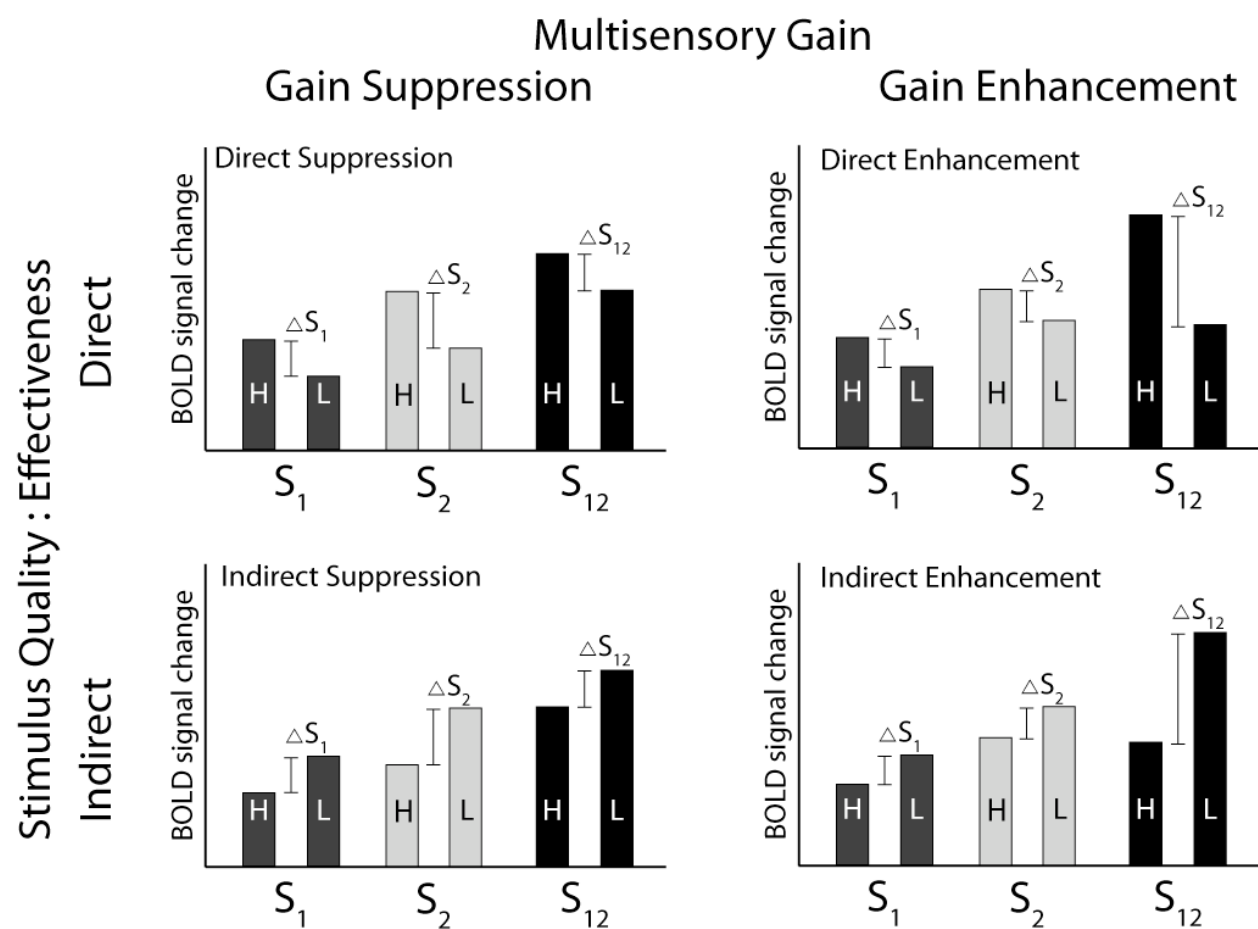 Multisensory Gain
Gain Suppression
Gain Enhancement
Stimulus Quality : Effectiveness
Direct
Direct Suppression
BOLD signal change
△S₁
△S₂
△S₁₂
H L H L H L
S₁ S₂ S₁₂
Direct Enhancement
BOLD signal change
△S₁
△S₂
△S₁₂
H L H L H L
S₁ S₂ S₁₂
Indirect
Indirect Suppression
BOLD signal change
△S₁
△S₂
△S₁₂
H L H L H L
S₁ S₂ S₁₂
Indirect Enhancement
BOLD signal change
△S₁
△S₂
△S₁₂
H L H L H L
S₁ S₂ S₁₂